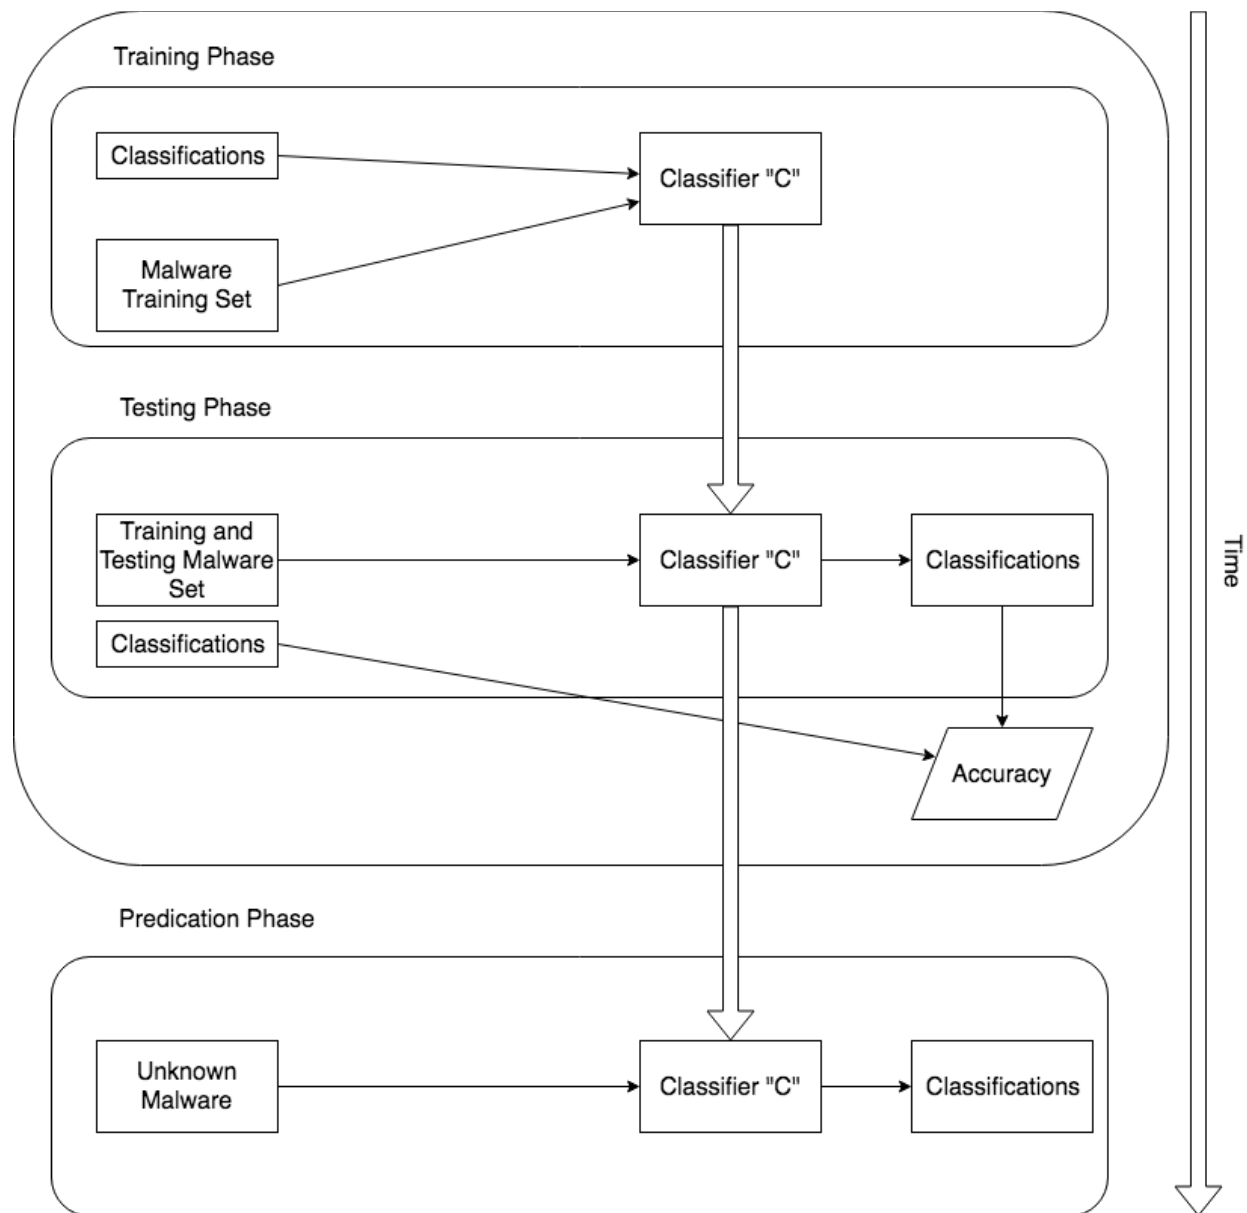 Training Phase
Classifications
Classifier "C"
Malware
Training Set
Testing Phase
Training and
Testing Malware
Set
Classifier "C"
Classifications
Classifications
Time
Accuracy
Predication Phase
Unknown
Malware
Classifier "C"
Classifications